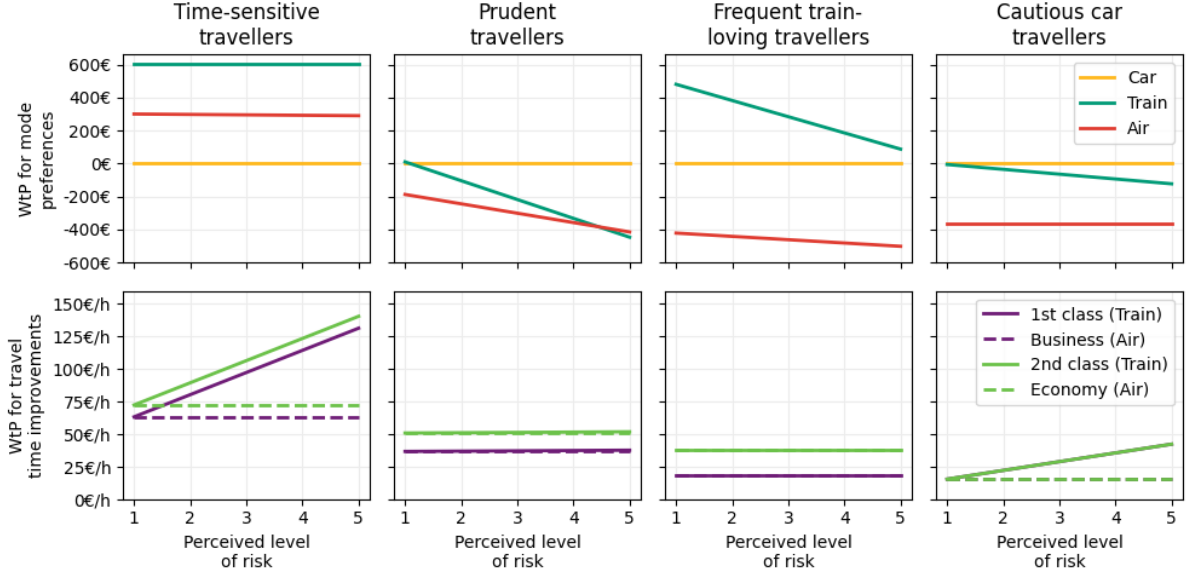 Time-sensitive
travellers
Prudent
travellers
Frequent train-
loving travellers
Cautious car
travellers
WtP for mode
preferences
600€
400€
200€
0€
-200€
-400€
-600€
Car
Train
Air
WtP for travel
time improvements
150€/h
125€/h
100€/h
75€/h
50€/h
25€/h
0€/h
1st class (Train)
Business (Air)
2nd class (Train)
Economy (Air)
1 2 3 4 5
1 2 3 4 5
1 2 3 4 5
1 2 3 4 5
Perceived level
of risk
Perceived level
of risk
Perceived level
of risk
Perceived level
of risk